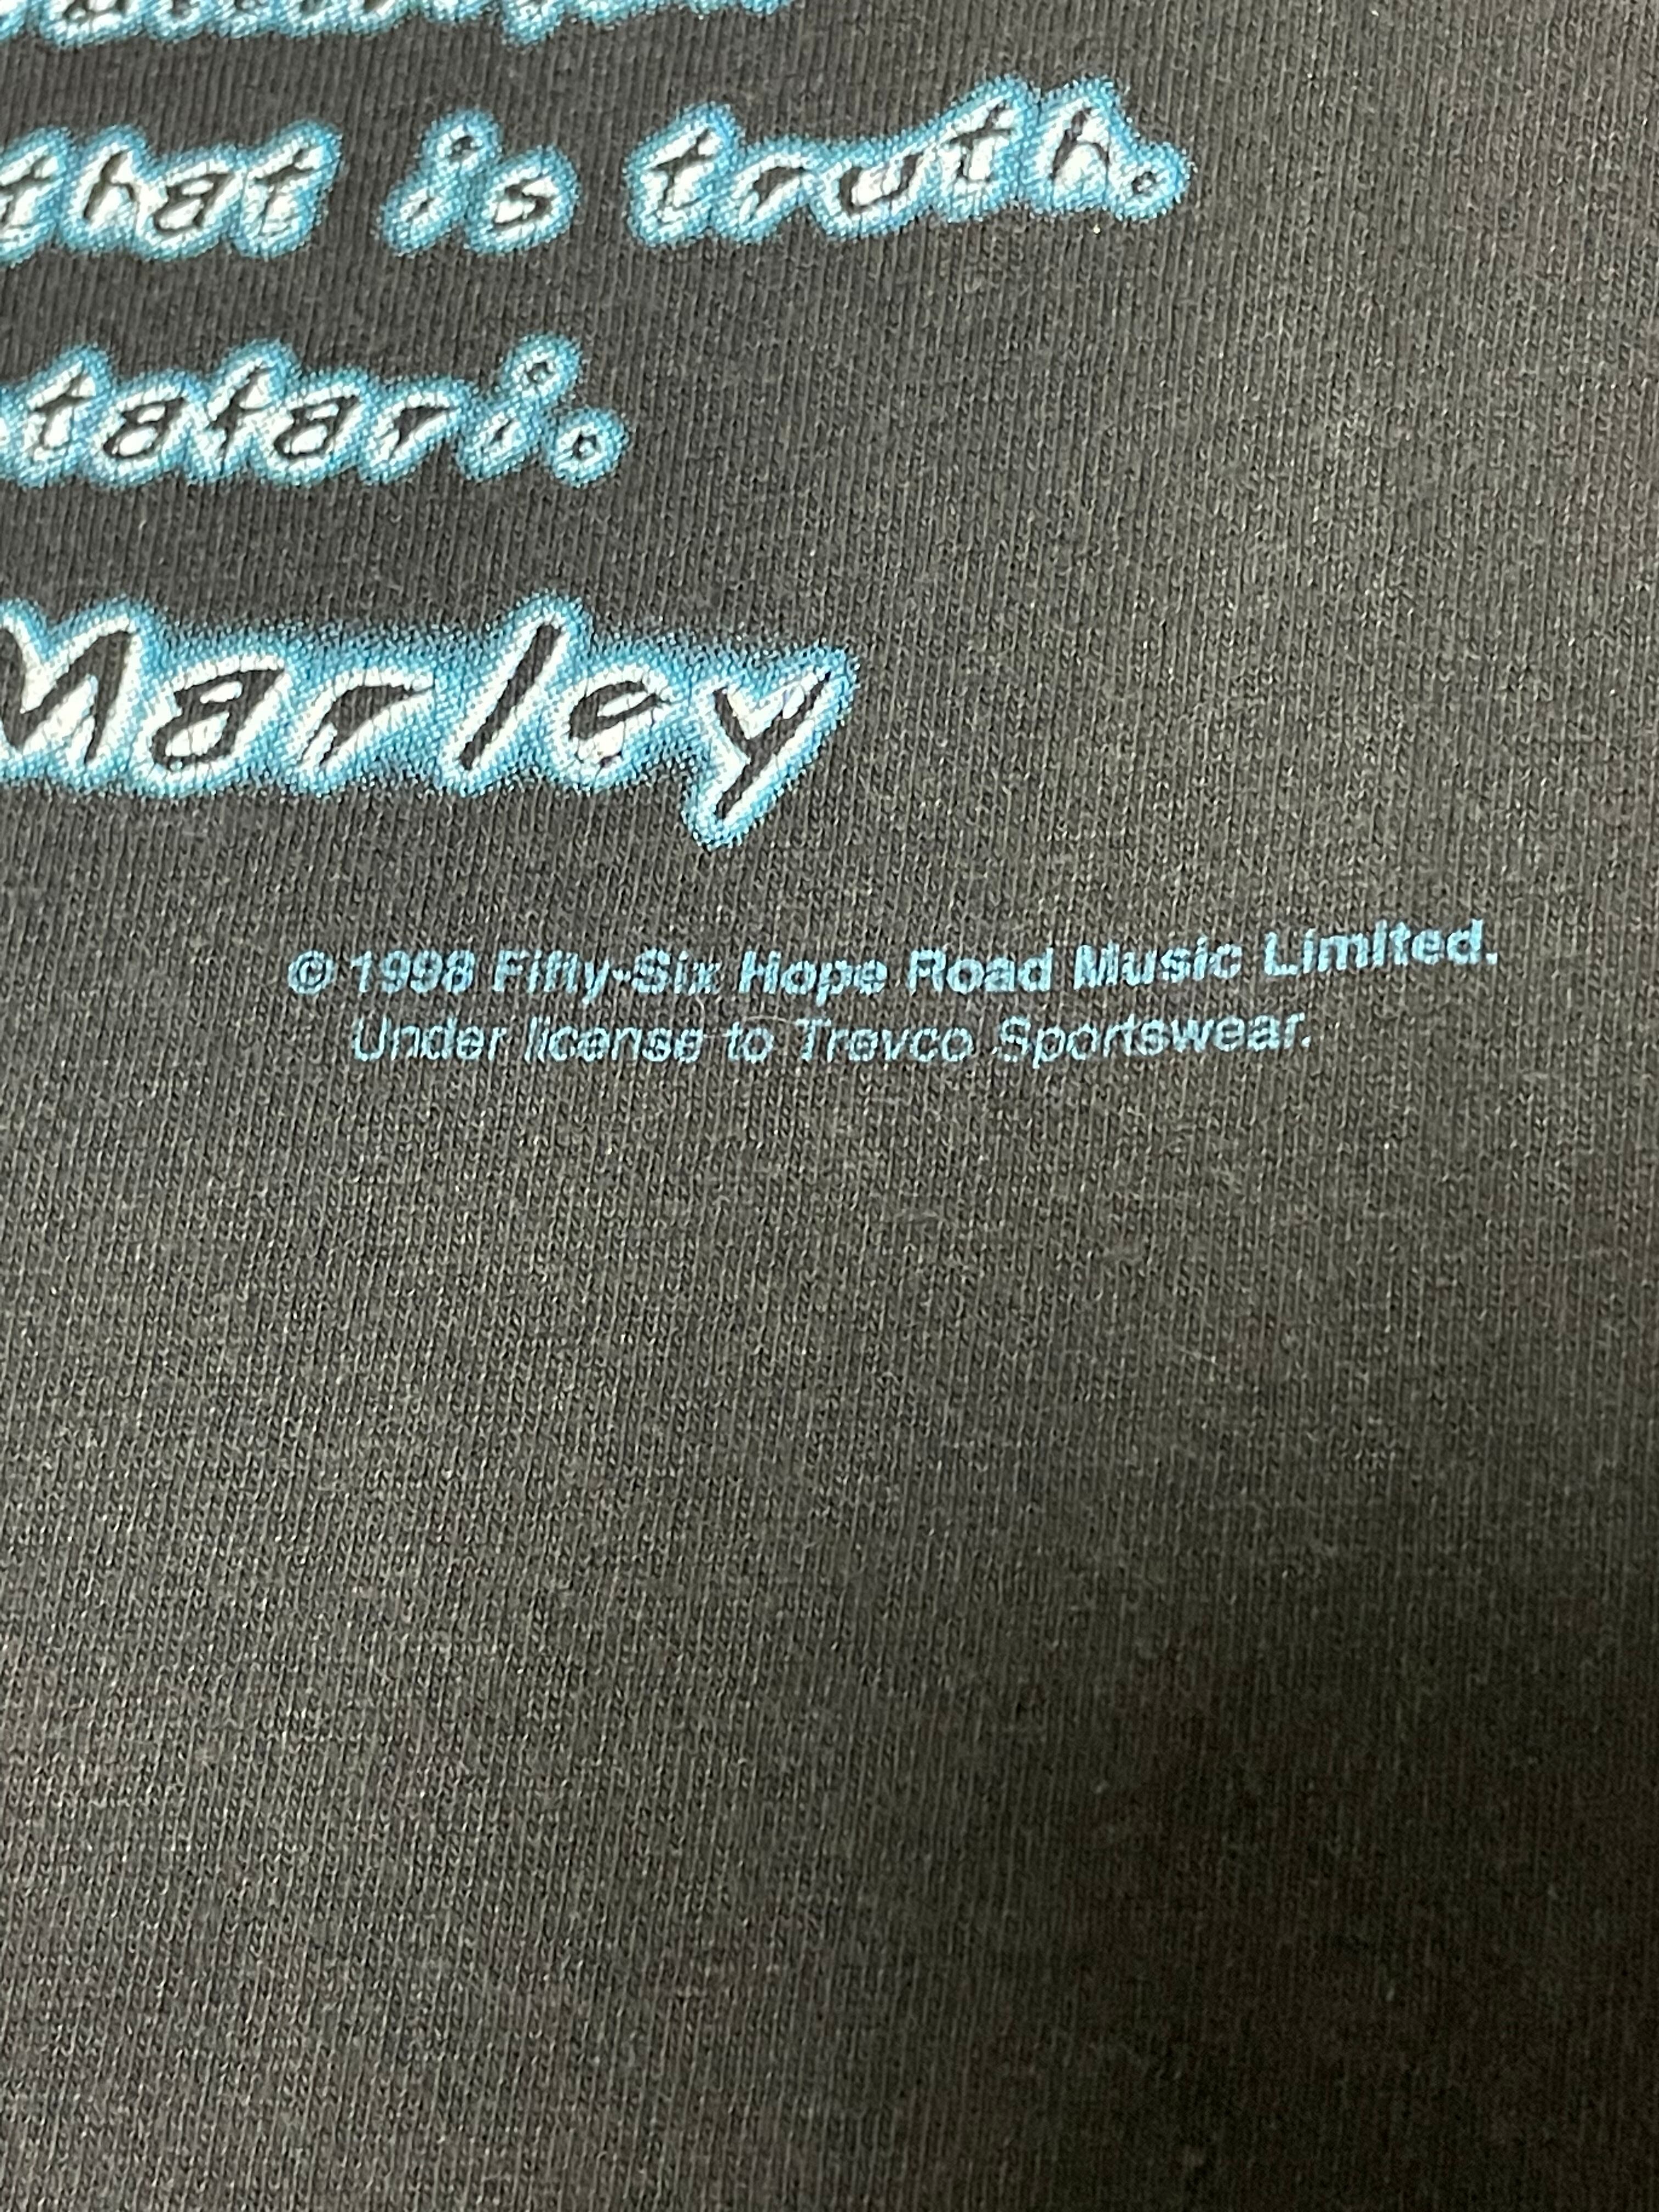 that is truth.
tafari.
Marley
© 1998 Fifty-Six Hope Road Music Limited.
Under license to Trevco Sportswear.